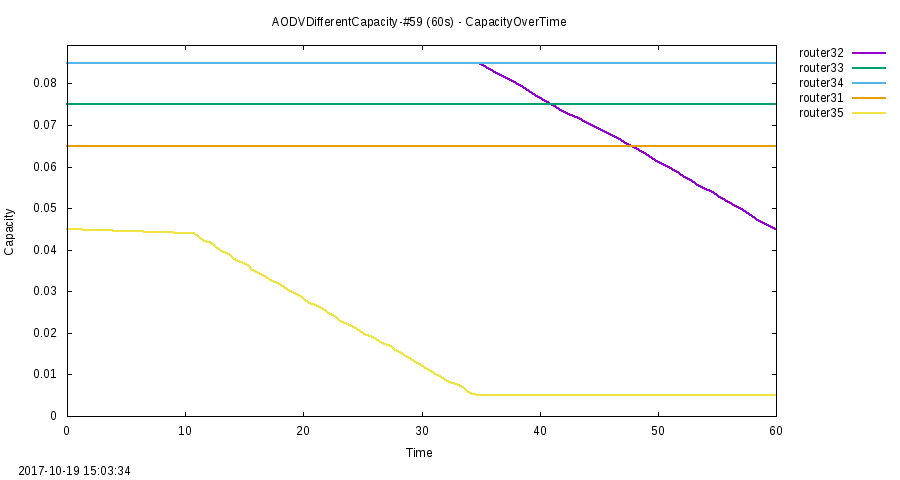 AODVDifferentCapacity-#59 (60s) - CapacityOverTime
router32
router33
router34
router31
router35
0.08
0.07
0.06
0.05
0.04
0.03
0.02
0.01
0
Capacity
0 10 20 30 40 50 60
Time
2017-10-19 15:03:34